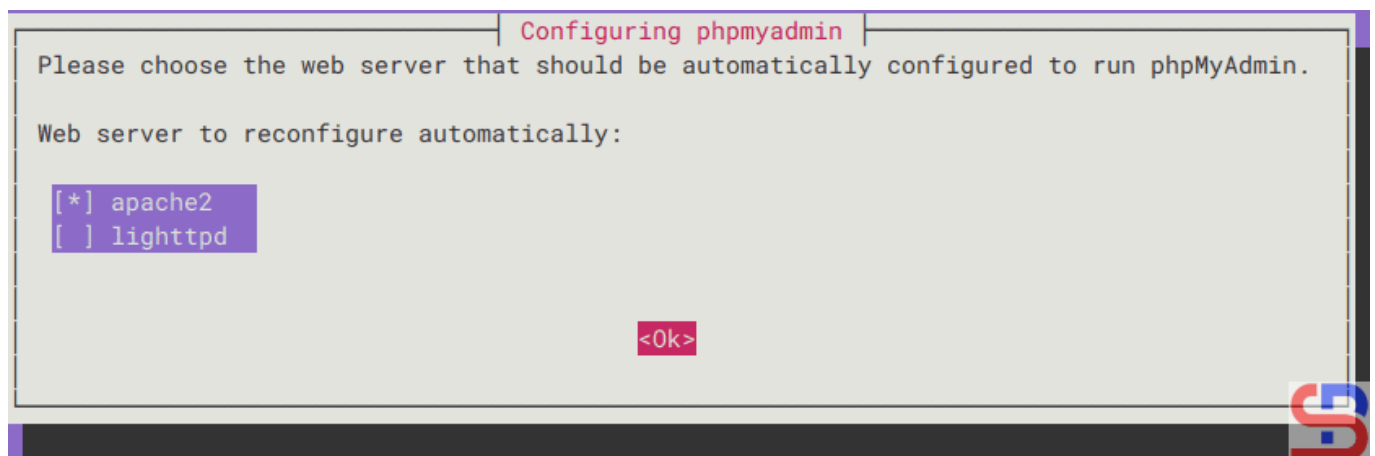 Configuring phpmyadmin
Please choose the web server that should be automatically configured to run phpMyAdmin.
Web server to reconfigure automatically:
[*] apache2
[ ] lighttpd
<Ok>